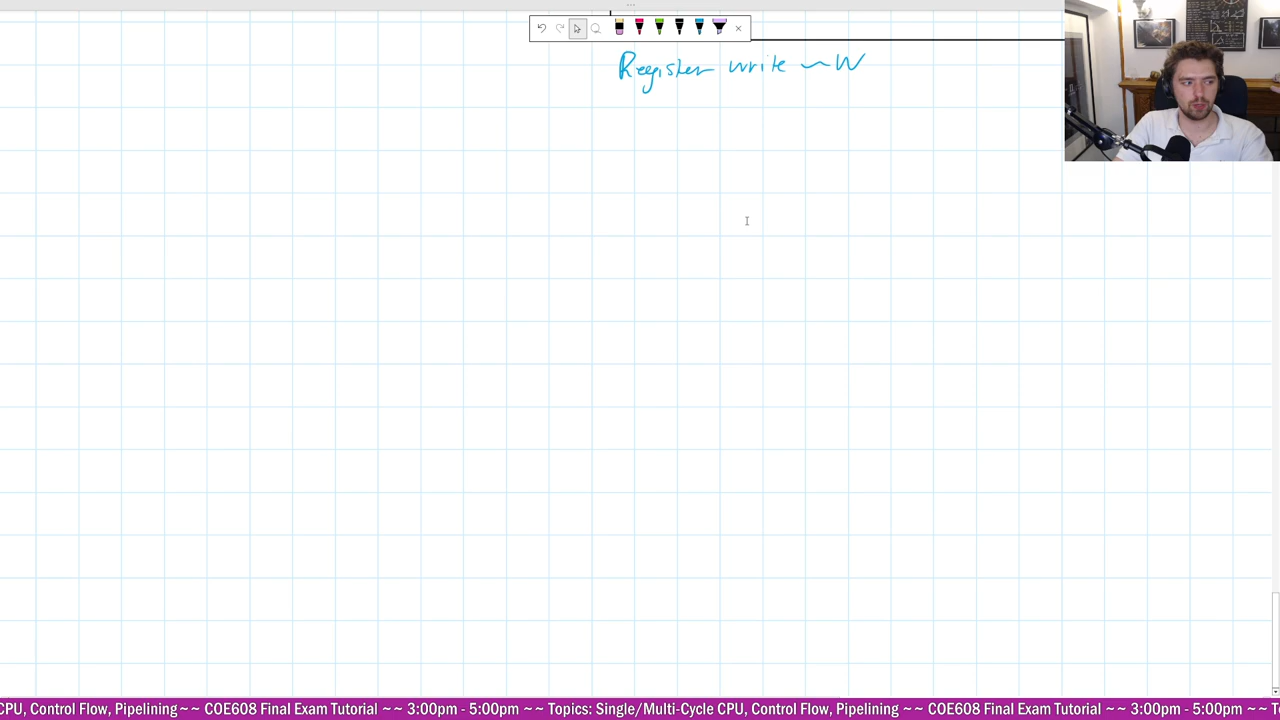 Register write ~ W
CPU, Control Flow, Pipelining ~~ COE608 Final Exam Tutorial ~~ 3:00pm - 5:00pm ~~ Topics: Single/Multi-Cycle CPU, Control Flow, Pipelining ~~ COE608 Final Exam Tutorial ~~ 3:00pm - 5:00pm ~~ To